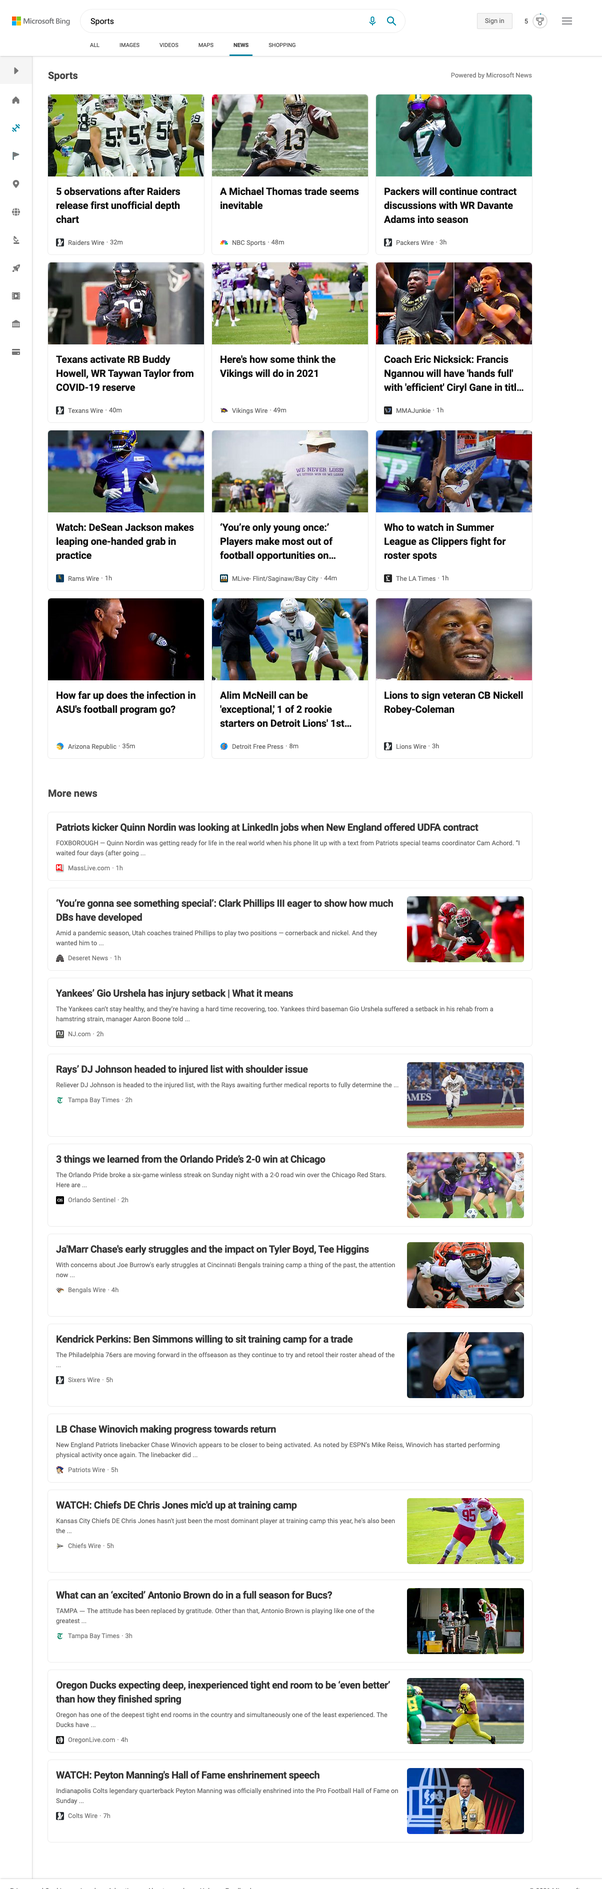 Microsoft Bing
Sports
Sign in
5
ALL
IMAGES
VIDEOS
MAPS
NEWS
SHOPPING
Sports
Powered by Microsoft News
5 observations after Raiders
release first unofficial depth
chart
Raiders Wire · 32m
A Michael Thomas trade seems
inevitable
NBC Sports · 48m
Packers will continue contract
discussions with WR Davante
Adams into season
Packers Wire · 3h
Texans activate RB Buddy
Howell, WR Taywan Taylor from
COVID-19 reserve
Texans Wire · 40m
Here's how some think the
Vikings will do in 2021
Vikings Wire · 49m
Coach Eric Nicksick: Francis
Ngannou will have 'hands full'
with 'efficient' Ciryl Gane in titl...
MMAJunkie · 1h
Watch: DeSean Jackson makes
leaping one-handed grab in
practice
Rams Wire · 1h
WE NEVER LOSE
'You're only young once:'
Players make most out of
football opportunities on...
MLive- Flint/Saginaw/Bay City · 44m
Who to watch in Summer
League as Clippers fight for
roster spots
The LA Times · 1h
How far up does the infection in
ASU's football program go?
Arizona Republic · 35m
Alim McNeill can be
'exceptional,' 1 of 2 rookie
starters on Detroit Lions' 1st...
Detroit Free Press · 8m
Lions to sign veteran CB Nickell
Robey-Coleman
Lions Wire · 3h
More news
Patriots kicker Quinn Nordin was looking at LinkedIn jobs when New England offered UDFA contract
FOXBOROUGH — Quinn Nordin was getting ready for life in the real world when his phone lit up with a text from Patriots special teams coordinator Cam Achord. "I
waited four days (after going ...
MassLive.com · 1h
'You're gonna see something special': Clark Phillips III eager to show how much
DBs have developed
Amid a pandemic season, Utah coaches trained Phillips to play two positions — cornerback and nickel. And they
wanted him to ...
Deseret News · 1h
Yankees' Gio Urshela has injury setback | What it means
The Yankees can't stay healthy, and they're having a hard time recovering, too. Yankees third baseman Gio Urshela suffered a setback in his rehab from a
hamstring strain, manager Aaron Boone told ...
NJ.com · 2h
Rays' DJ Johnson headed to injured list with shoulder issue
Reliever DJ Johnson is headed to the injured list, with the Rays awaiting further medical reports to fully determine the ...
Tampa Bay Times · 2h
3 things we learned from the Orlando Pride's 2-0 win at Chicago
The Orlando Pride broke a six-game winless streak on Sunday night with a 2-0 road win over the Chicago Red Stars.
Here are ...
Orlando Sentinel · 2h
Ja'Marr Chase's early struggles and the impact on Tyler Boyd, Tee Higgins
With concerns about Joe Burrow's early struggles at Cincinnati Bengals training camp a thing of the past, the attention
now ...
Bengals Wire · 4h
Kendrick Perkins: Ben Simmons willing to sit training camp for a trade
The Philadelphia 76ers are moving forward in the offseason as they continue to try and retool their roster ahead of the
...
Sixers Wire · 5h
LB Chase Winovich making progress towards return
New England Patriots linebacker Chase Winovich appears to be closer to being activated. As noted by ESPN's Mike Reiss, Winovich has started performing
physical activity once again. The linebacker did ...
Patriots Wire · 5h
WATCH: Chiefs DE Chris Jones mic'd up at training camp
Kansas City Chiefs DE Chris Jones hasn't just been the most dominant player at training camp this year, he's also been
the ...
Chiefs Wire · 5h
What can an 'excited' Antonio Brown do in a full season for Bucs?
TAMPA — The attitude has been replaced by gratitude. Other than that, Antonio Brown is playing like one of the
greatest ...
Tampa Bay Times · 3h
Oregon Ducks expecting deep, inexperienced tight end room to be 'even better'
than how they finished spring
Oregon has one of the deepest tight end rooms in the country and simultaneously one of the least experienced. The
Ducks have ...
OregonLive.com · 4h
WATCH: Peyton Manning's Hall of Fame enshrinement speech
Indianapolis Colts legendary quarterback Peyton Manning was officially enshrined into the Pro Football Hall of Fame on
Sunday ...
Colts Wire · 7h